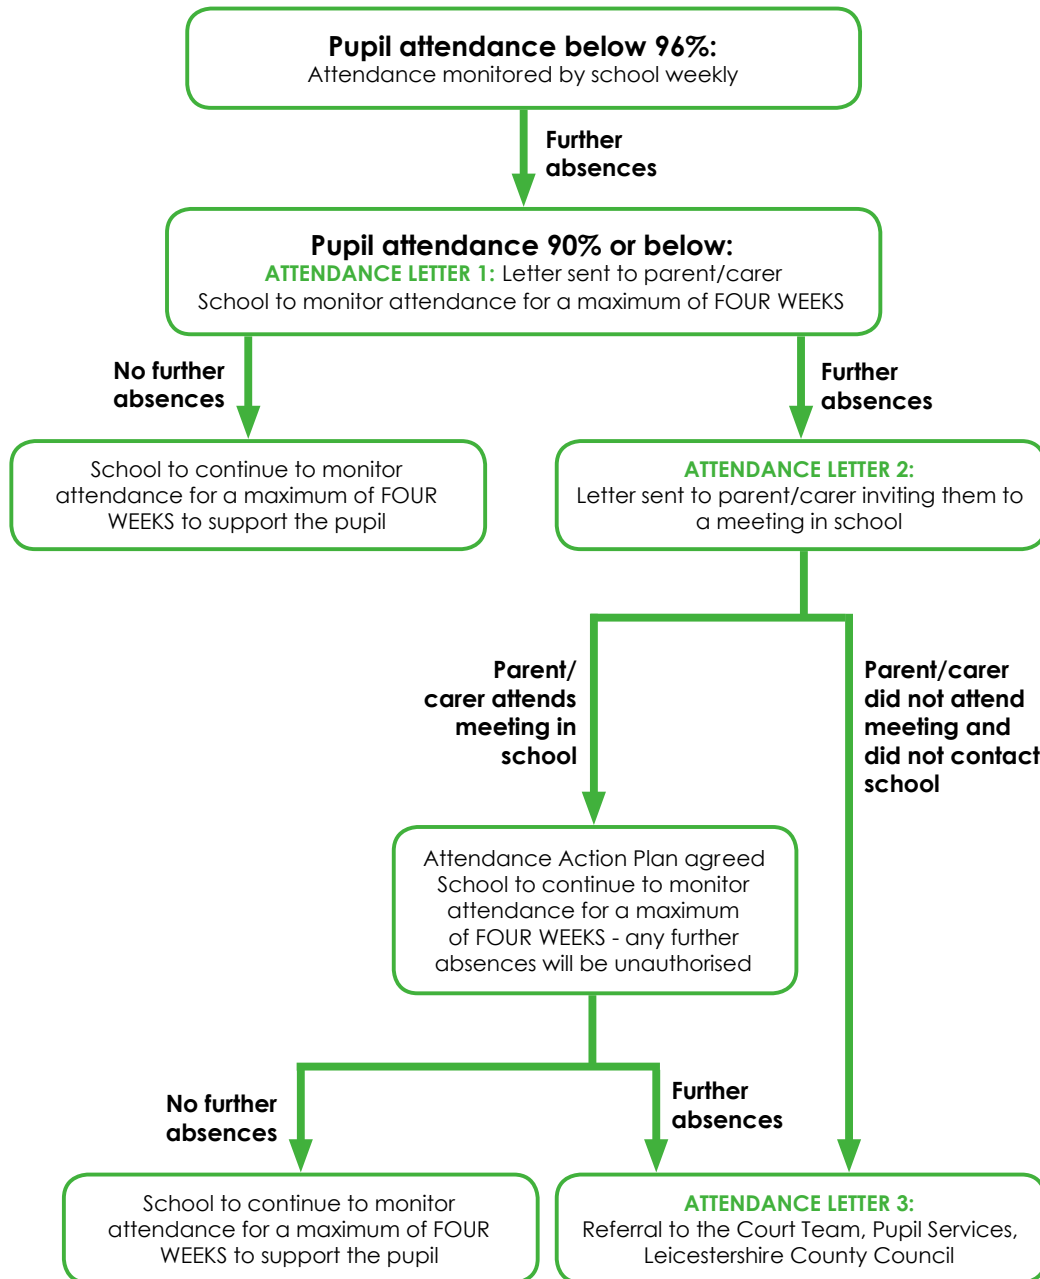 Pupil attendance below 96%:
Attendance monitored by school weekly
Further
absences
Pupil attendance 90% or below:
ATTENDANCE LETTER 1: Letter sent to parent/carer
School to monitor attendance for a maximum of FOUR WEEKS
No further
absences
Further
absences
School to continue to monitor
attendance for a maximum of FOUR
WEEKS to support the pupil
ATTENDANCE LETTER 2:
Letter sent to parent/carer inviting them to
a meeting in school
Parent/
carer attends
meeting in
school
Parent/carer
did not attend
meeting and
did not contact
school
Attendance Action Plan agreed
School to continue to monitor
attendance for a maximum
of FOUR WEEKS - any further
absences will be unauthorised
No further
absences
Further
absences
School to continue to monitor
attendance for a maximum of FOUR
WEEKS to support the pupil
ATTENDANCE LETTER 3:
Referral to the Court Team, Pupil Services,
Leicestershire County Council